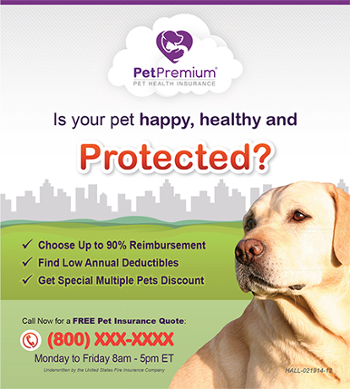 PetPremium®
PET HEALTH INSURANCE
Is your pet happy, healthy and
Protected?
✓ Choose Up to 90% Reimbursement
✓ Find Low Annual Deductibles
✓ Get Special Multiple Pets Discount
Call Now for a FREE Pet Insurance Quote:
(800) XXX-XXXX
Monday to Friday 8am - 5pm ET
Underwritten by the United States Fire Insurance Company
HALL-021914-12